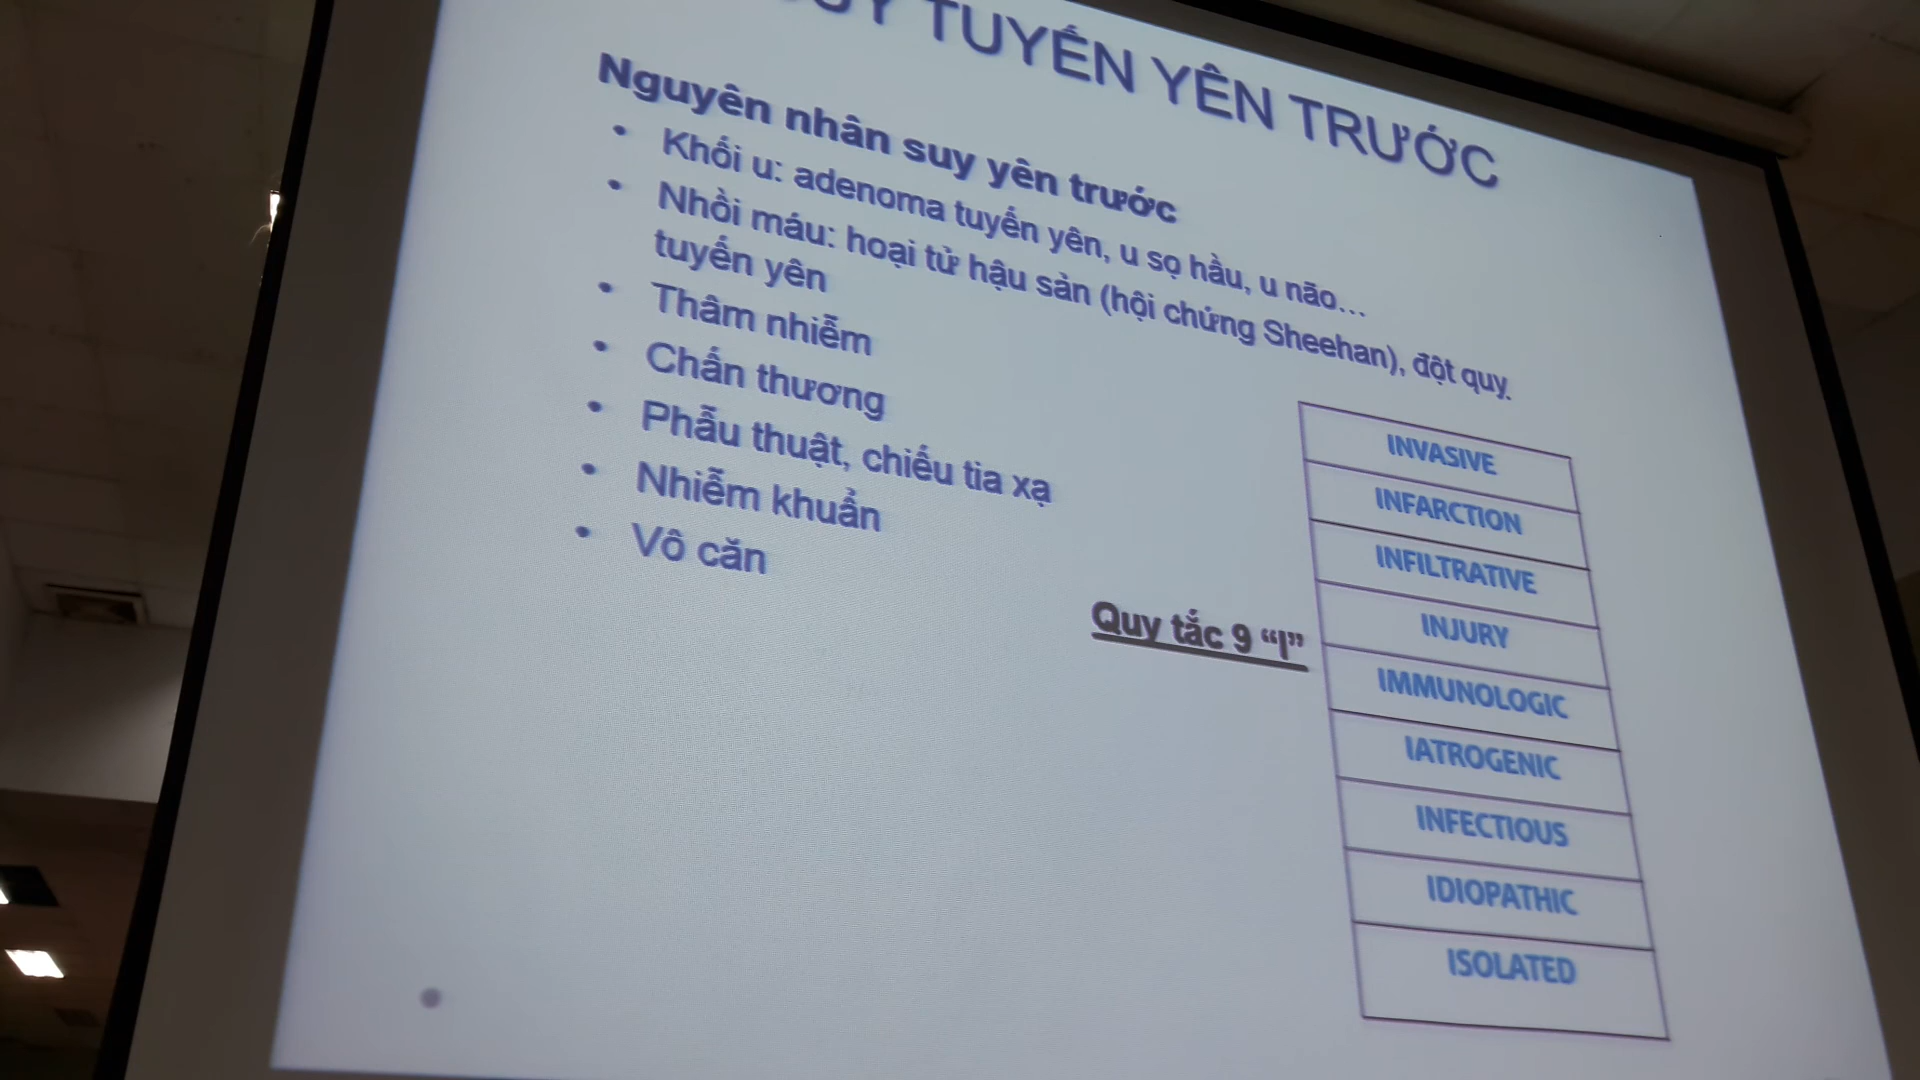 TUYẾN YÊN TRƯỚC
Nguyên nhân suy yên trước
• Khối u: adenoma tuyến yên, u sọ hầu, u não...
• Nhồi máu: hoại tử hậu sản (hội chứng Sheehan), đột quỵ
tuyến yên
• Thâm nhiễm
• Chấn thương
• Phẫu thuật, chiếu tia xạ
• Nhiễm khuẩn
• Vô căn
Quy tắc 9 “I”
INVASIVE
INFARCTION
INFILTRATIVE
INJURY
IMMUNOLOGIC
IATROGENIC
INFECTIOUS
IDIOPATHIC
ISOLATED